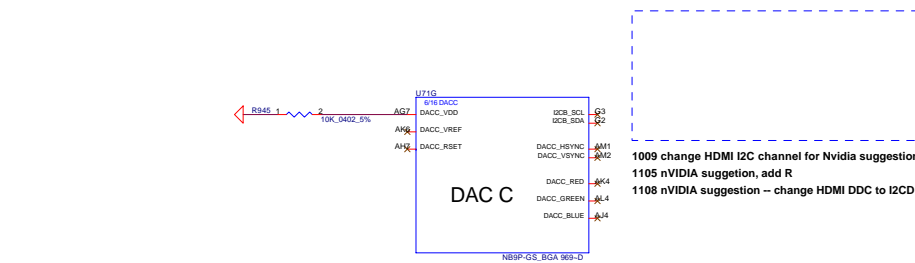 U71G
6/16 DACC
R945 1 2 AG7 DACC_VDD I2CB_SCL G3
10K_0402_5% I2CB_SDA G2
AK6 DACC_VREF
AH7 DACC_RSET DACC_HSYNC AM1
DACC_VSYNC AM2
DACC_RED AK4
DAC C DACC_GREEN AL4
DACC_BLUE AJ4
NB9P-GS_BGA 969~D
1009 change HDMI I2C channel for Nvidia suggestion
1105 nVIDIA suggetion, add R
1108 nVIDIA suggestion -- change HDMI DDC to I2CD